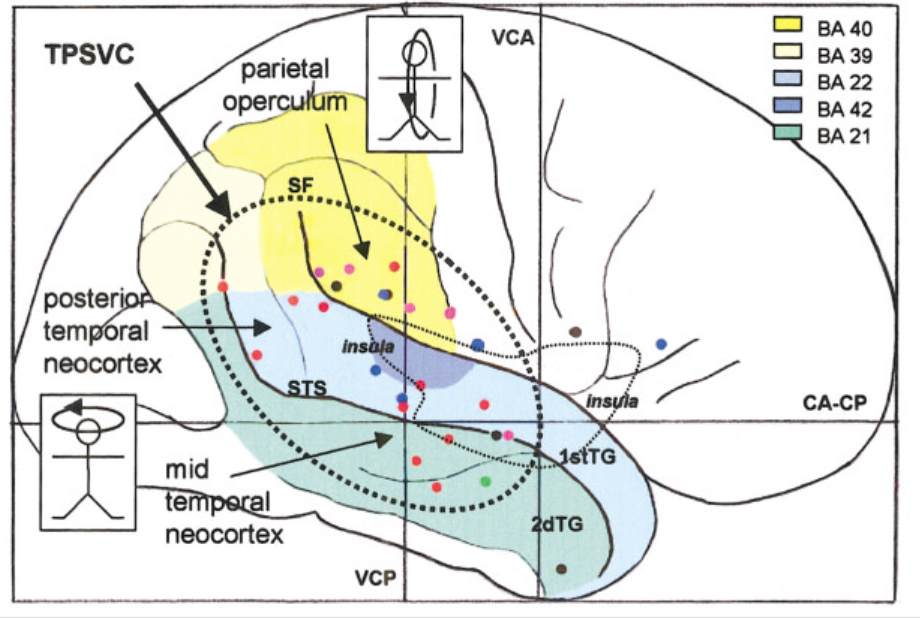 TPSVC
parietal
operculum
VCA
BA 40
BA 39
BA 22
BA 42
BA 21
SF
posterior
temporal
neocortex
insula
STS
insula
CA-CP
mid
temporal
neocortex
1stTG
2dTG
VCP